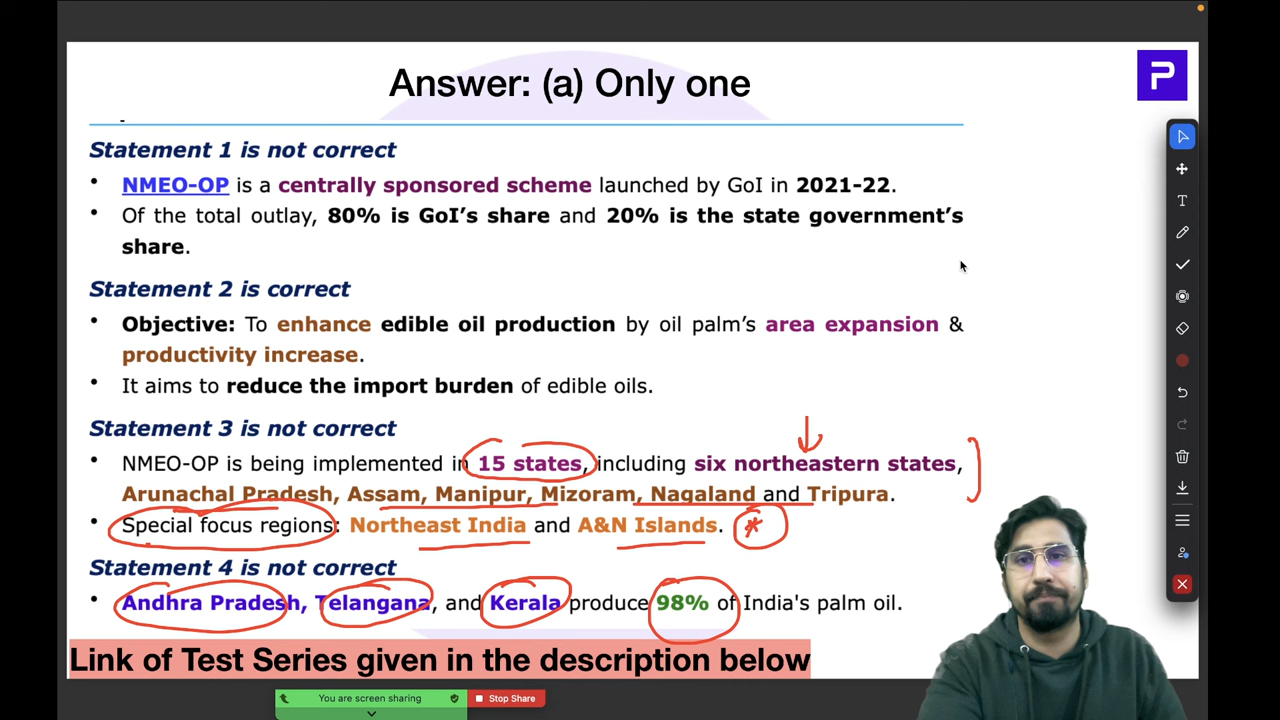 Answer: (a) Only one
P
Statement 1 is not correct
• NMEO-OP is a centrally sponsored scheme launched by GoI in 2021-22.
• Of the total outlay, 80% is GoI’s share and 20% is the state government’s
share.
Statement 2 is correct
• Objective: To enhance edible oil production by oil palm’s area expansion &
productivity increase.
• It aims to reduce the import burden of edible oils.
Statement 3 is not correct
• NMEO-OP is being implemented in 15 states, including six northeastern states,
Arunachal Pradesh, Assam, Manipur, Mizoram, Nagaland and Tripura.
• Special focus regions: Northeast India and A&N Islands. *
Statement 4 is not correct
• Andhra Pradesh, Telangana, and Kerala produce 98% of India's palm oil.
Link of Test Series given in the description below
You are screen sharing
Stop Share
T